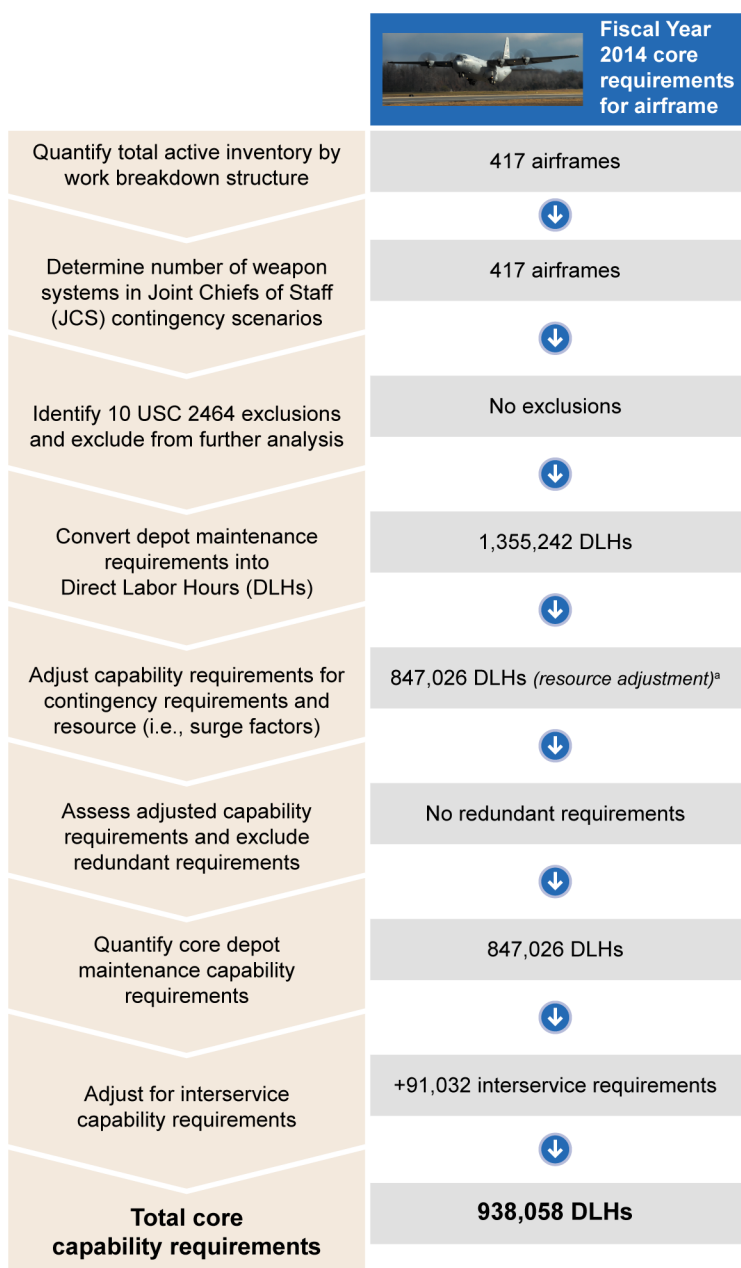 Fiscal Year
2014 core
requirements
for airframe
Quantify total active inventory by
work breakdown structure
417 airframes
Determine number of weapon
systems in Joint Chiefs of Staff
(JCS) contingency scenarios
417 airframes
Identify 10 USC 2464 exclusions
and exclude from further analysis
No exclusions
Convert depot maintenance
requirements into
Direct Labor Hours (DLHs)
1,355,242 DLHs
Adjust capability requirements for
contingency requirements and
resource (i.e., surge factors)
847,026 DLHs (resource adjustment)ᵃ
Assess adjusted capability
requirements and exclude
redundant requirements
No redundant requirements
Quantify core depot
maintenance capability
requirements
847,026 DLHs
Adjust for interservice
capability requirements
+91,032 interservice requirements
Total core
capability requirements
938,058 DLHs